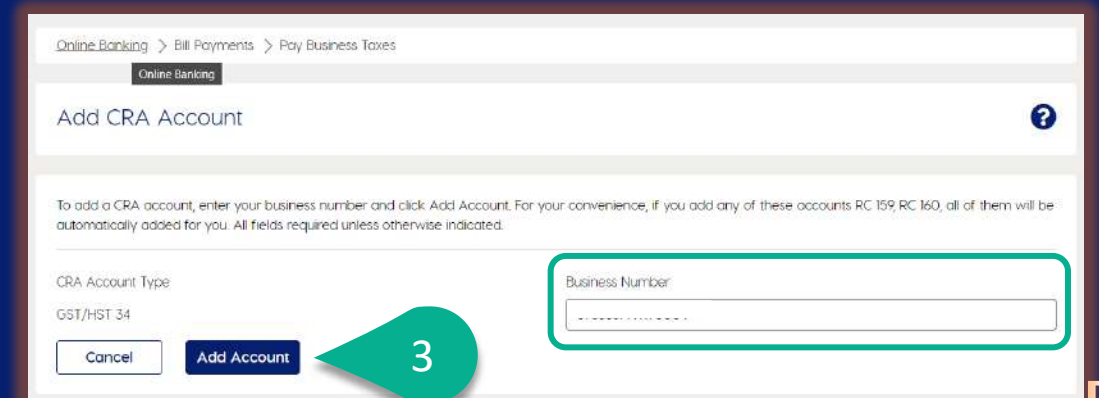 Online Banking > Bill Payments > Pay Business Taxes
Online Banking
Add CRA Account
?
To add a CRA account, enter your business number and click Add Account. For your convenience, if you add any of these accounts RC 159, RC 160, all of them will be
automatically added for you. All fields required unless otherwise indicated.
CRA Account Type
Business Number
GST/HST 34
Cancel
Add Account
3